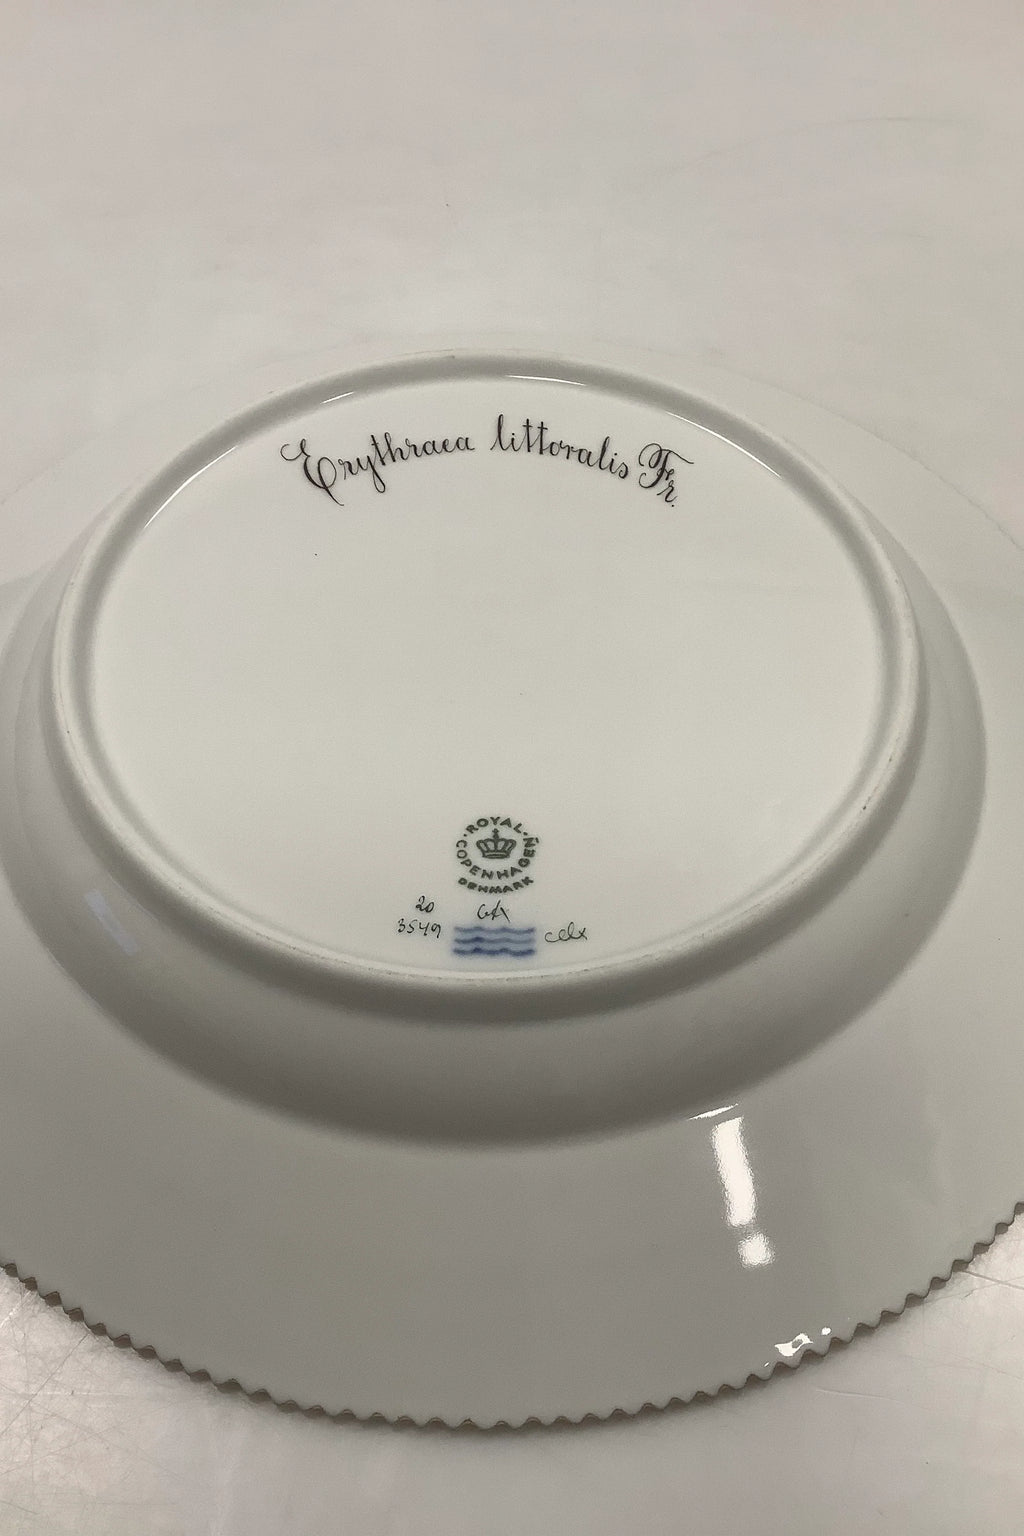 Erythraea littoralis Fr.
ROYAL
COPENHAGEN
DENMARK
20
3549